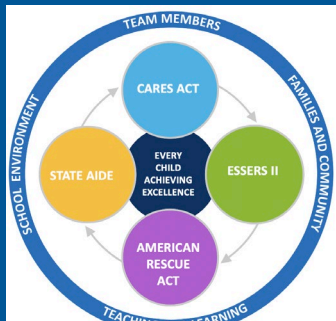 TEAM MEMBERS
CARES ACT
FAMILIES AND COMMUNITY
SCHOOL ENVIRONMENT
STATE AIDE
EVERY
CHILD
ACHIEVING
EXCELLENCE
ESSERS II
AMERICAN
RESCUE
ACT